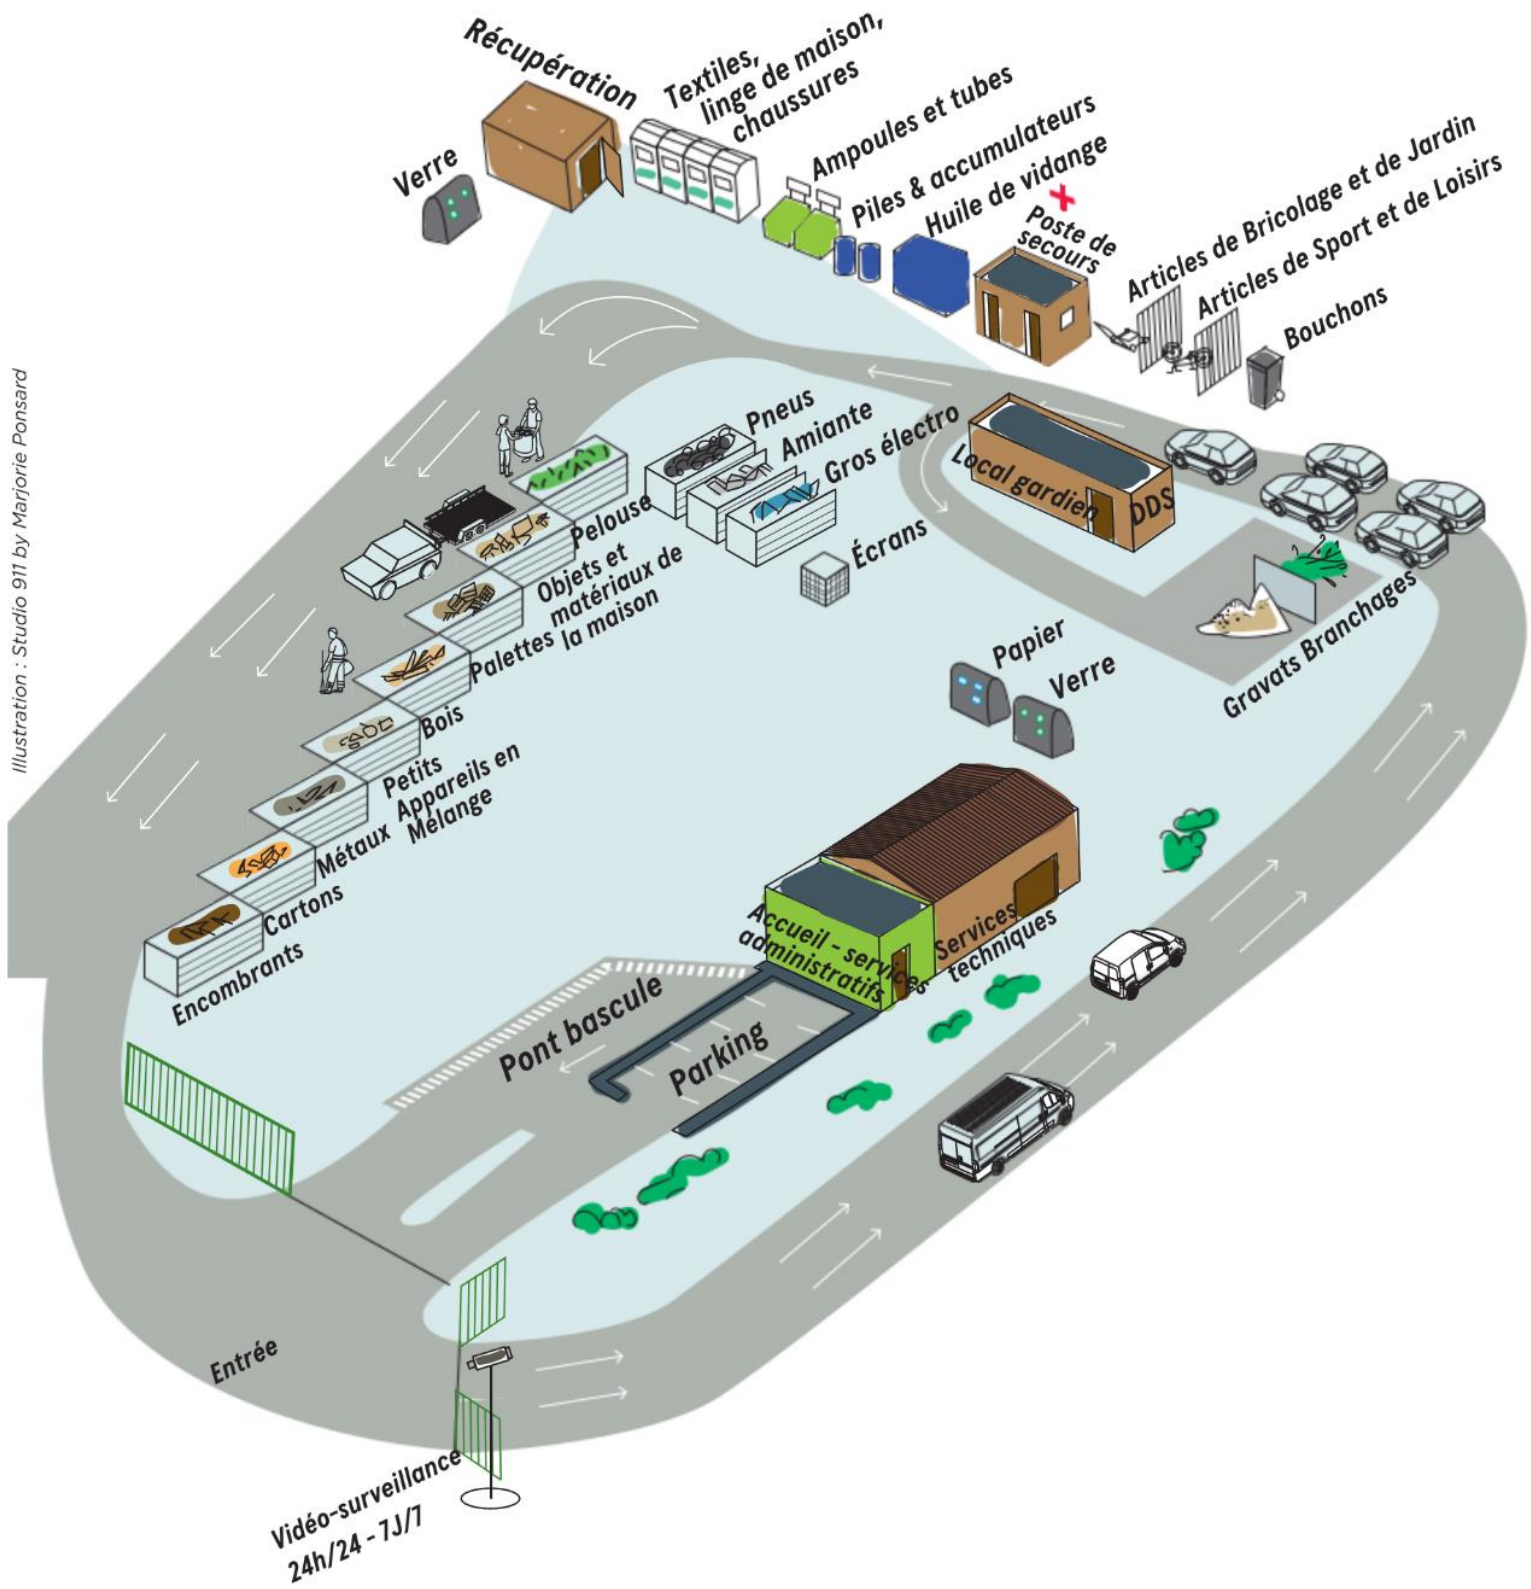 Récupération
Textiles,
linge de maison,
chaussures
Ampoules et tubes
Piles & accumulateurs
Huile de vidange
Verre
Poste de
secours
Articles de Bricolage et de Jardin
Articles de Sport et de Loisirs
Bouchons
Illustration : Studio 911 by Marjorie Ponsard
Pneus
Amiante
Gros électro
Écrans
Local gardien
DDS
Pelouse
Objets et
matériaux de
la maison
Palettes
Bois
Petits
Appareils en
Mélange
Métaux
Cartons
Encombrants
Gravats
Branchages
Papier
Verre
Accueil - services
administratifs
Services
techniques
Pont bascule
Parking
Entrée
Vidéo-surveillance
24h/24 - 7J/7